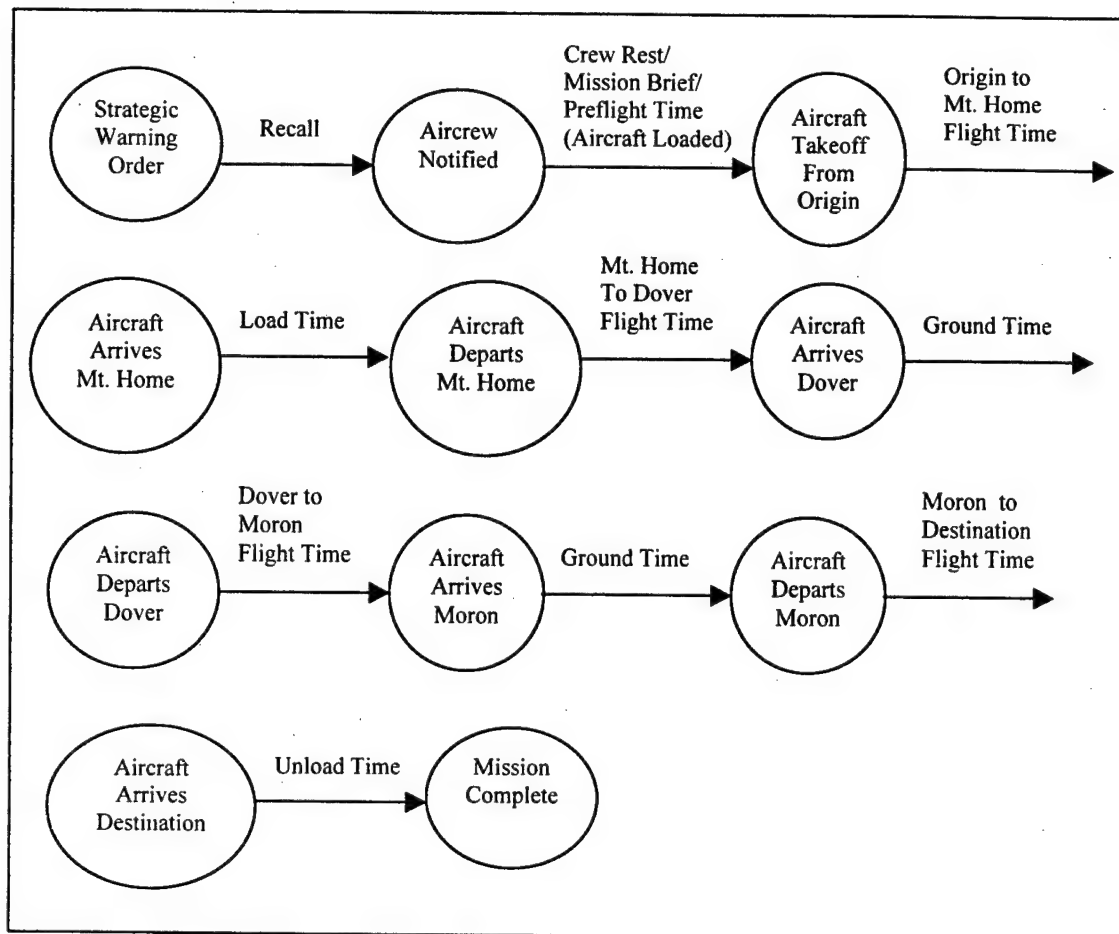 Strategic
Warning
Order
Recall
Aircrew
Notified
Crew Rest/
Mission Brief/
Preflight Time
(Aircraft Loaded)
Aircraft
Takeoff
From
Origin
Origin to
Mt. Home
Flight Time
Aircraft
Arrives
Mt. Home
Load Time
Aircraft
Departs
Mt. Home
Mt. Home
To Dover
Flight Time
Aircraft
Arrives
Dover
Ground Time
Aircraft
Departs
Dover
Dover to
Moron
Flight Time
Aircraft
Arrives
Moron
Ground Time
Aircraft
Departs
Moron
Moron to
Destination
Flight Time
Aircraft
Arrives
Destination
Unload Time
Mission
Complete